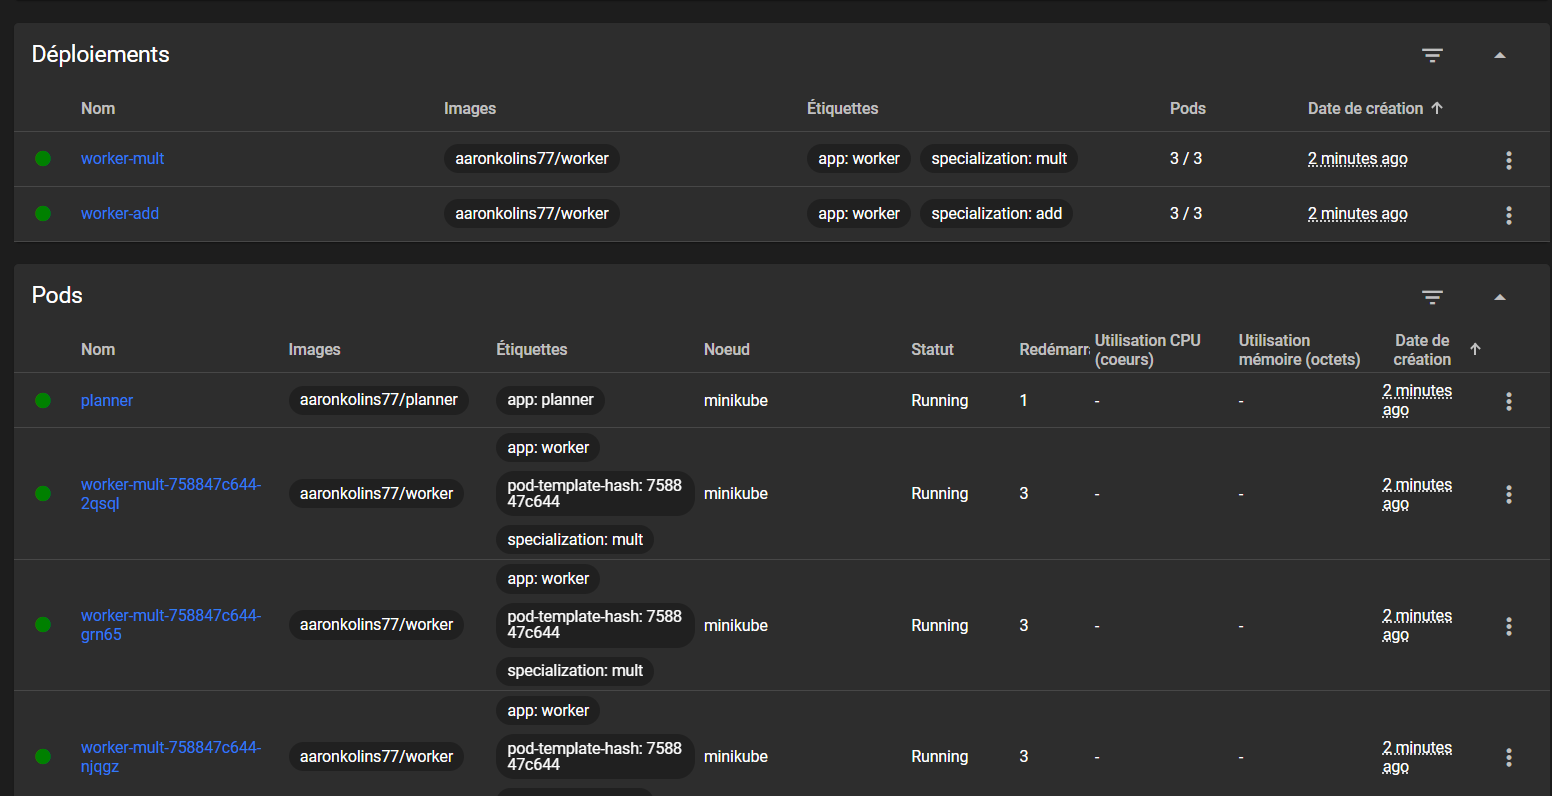 Déploiements
Nom Images Étiquettes Pods Date de création
worker-mult aaronkolins77/worker app: worker specialization: mult 3 / 3 2 minutes ago
worker-add aaronkolins77/worker app: worker specialization: add 3 / 3 2 minutes ago
Pods
Nom Images Étiquettes Noeud Statut Redémarr Utilisation CPU (coeurs) Utilisation mémoire (octets) Date de création
planner aaronkolins77/planner app: planner minikube Running 1 - - 2 minutes ago
app: worker
worker-mult-758847c644-2qsql aaronkolins77/worker pod-template-hash: 758847c644 minikube Running 3 - - 2 minutes ago
specialization: mult
app: worker
worker-mult-758847c644-grn65 aaronkolins77/worker pod-template-hash: 758847c644 minikube Running 3 - - 2 minutes ago
specialization: mult
app: worker
worker-mult-758847c644-njqgz aaronkolins77/worker pod-template-hash: 758847c644 minikube Running 3 - - 2 minutes ago